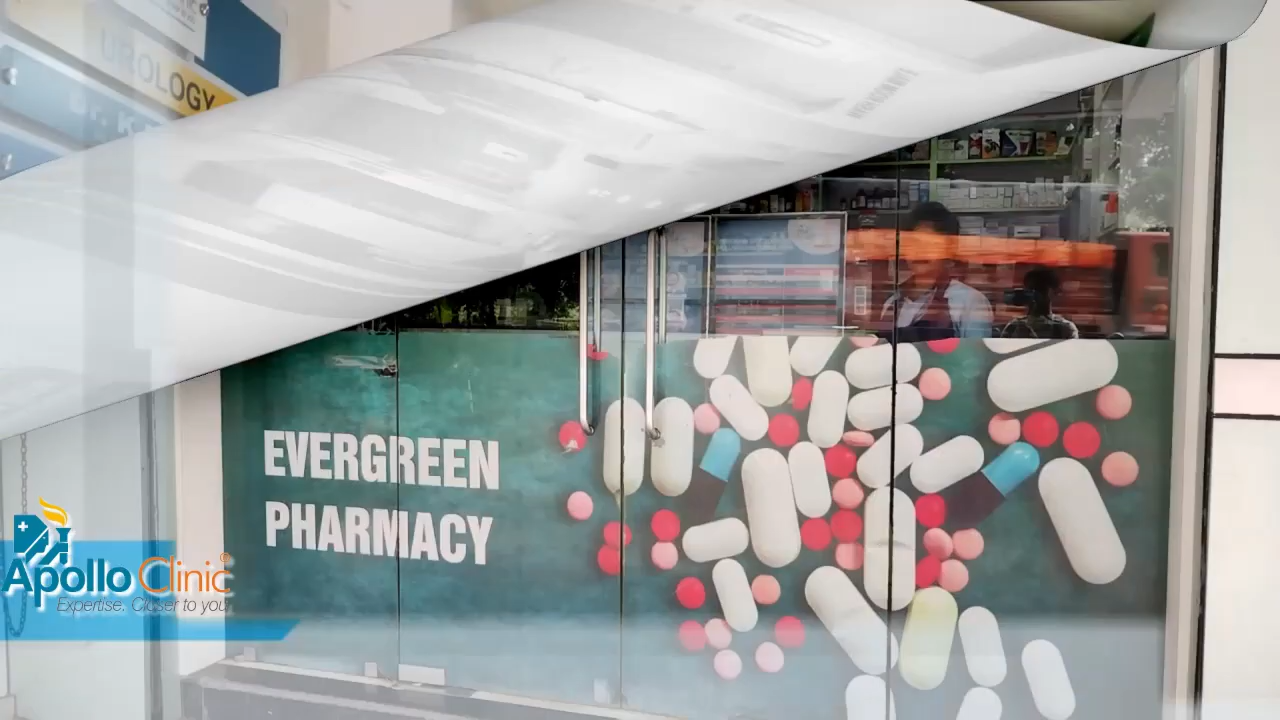 UROLOGY
EVERGREEN
PHARMACY
Apollo Clinic
Expertise. Closer to you